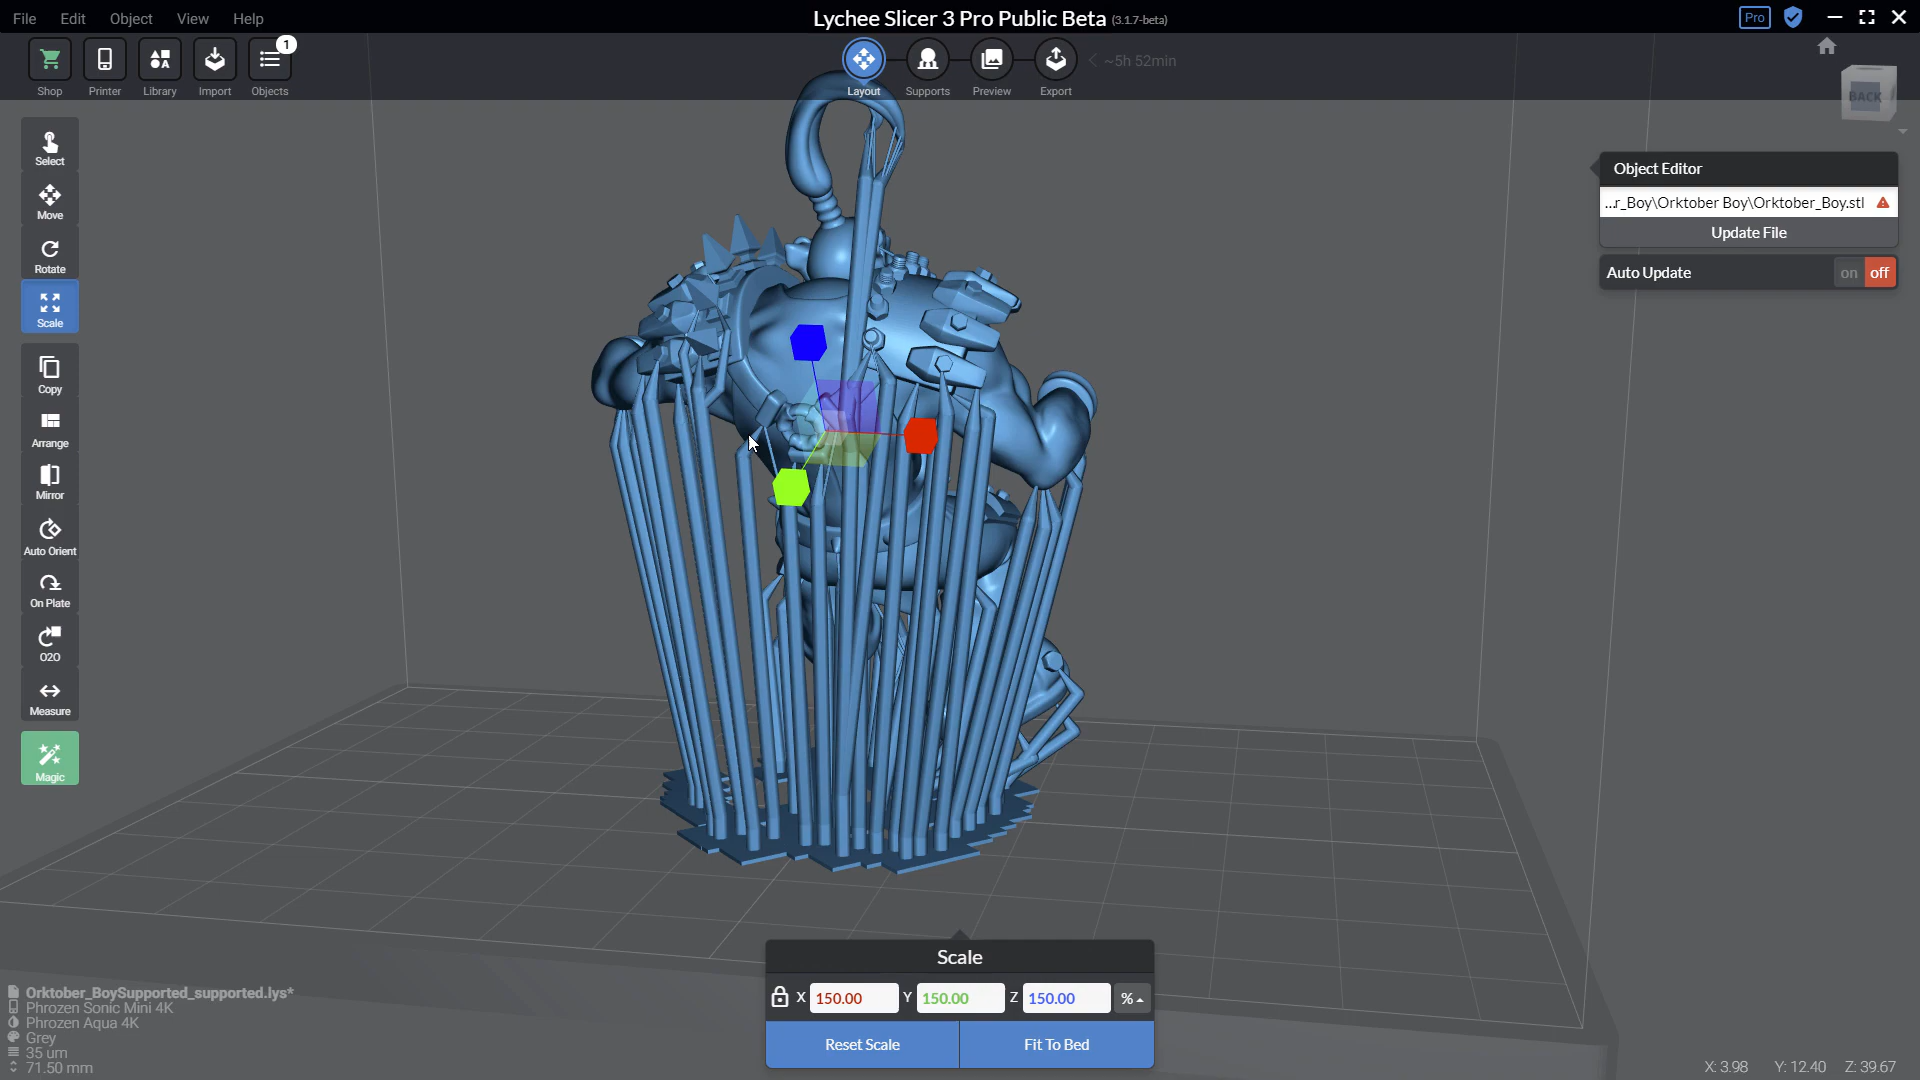 File Edit Object View Help
Lychee Slicer 3 Pro Public Beta (3.1.7-beta)
Pro
1
Shop Printer Library Import Objects
Layout Supports Preview Export
~5h 52min
BACK
Select
Move
Rotate
Scale
Copy
Arrange
Mirror
Auto Orient
On Plate
O2O
Measure
Magic
Object Editor
...r_Boy\Orktober Boy\Orktober_Boy.stl
Update File
Auto Update on off
Scale
X 150.00 Y 150.00 Z 150.00 %
Reset Scale Fit To Bed
Orktober_BoySupported_supported.lys*
Phrozen Sonic Mini 4K
Phrozen Aqua 4K
Grey
35 um
71.50 mm
X: 3.98 Y: 12.40 Z: 39.67